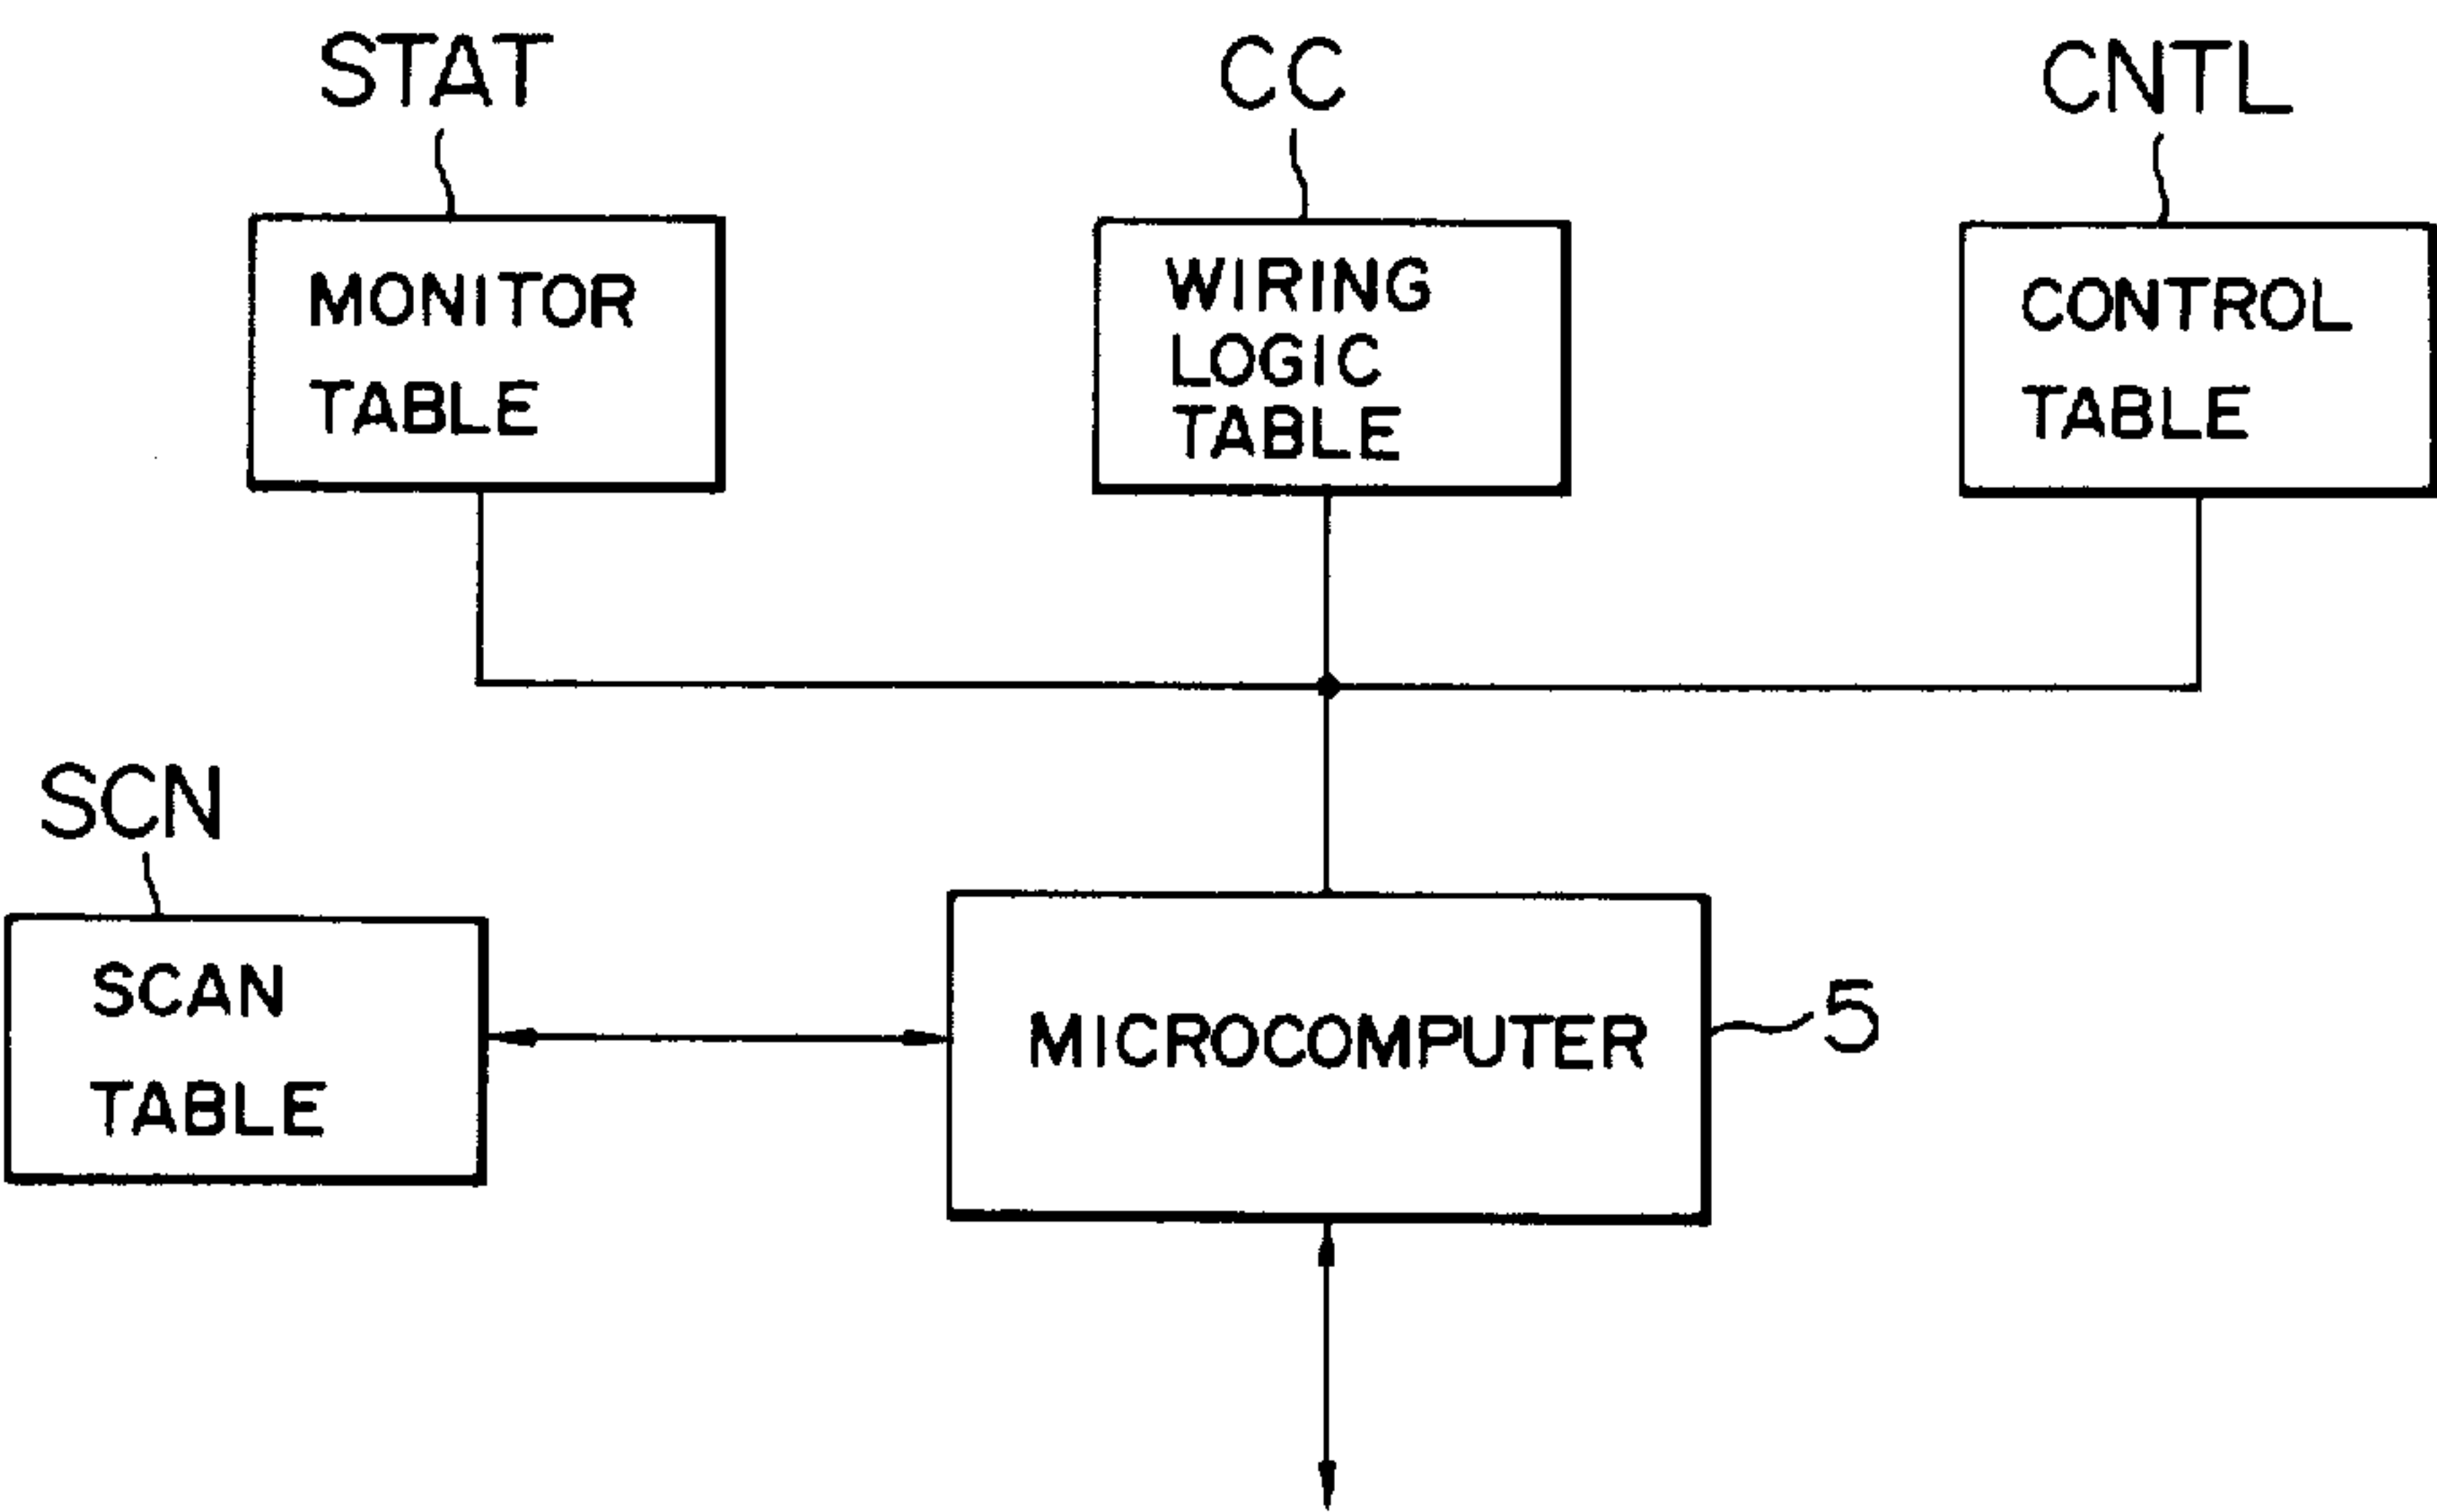 STAT
CC
CNTL
MONITOR
TABLE
WIRING
LOGIC
TABLE
CONTROL
TABLE
SCN
SCAN
TABLE
MICROCOMPUTER
5